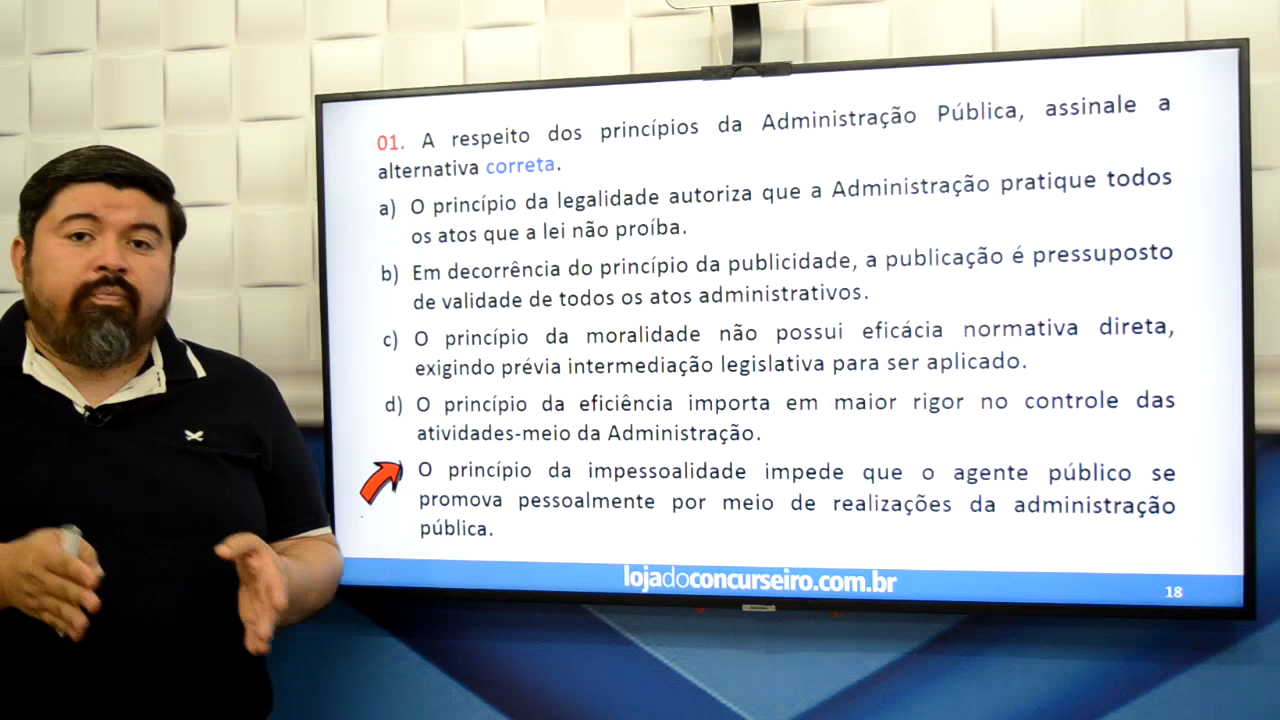 01. A respeito dos princípios da Administração Pública, assinale a
alternativa correta.
a) O princípio da legalidade autoriza que a Administração pratique todos
os atos que a lei não proíba.
b) Em decorrência do princípio da publicidade, a publicação é pressuposto
de validade de todos os atos administrativos.
c) O princípio da moralidade não possui eficácia normativa direta,
exigindo prévia intermediação legislativa para ser aplicado.
d) O princípio da eficiência importa em maior rigor no controle das
atividades-meio da Administração.
O princípio da impessoalidade impede que o agente público se
promova pessoalmente por meio de realizações da administração
pública.
lojadoconcurseiro.com.br
18